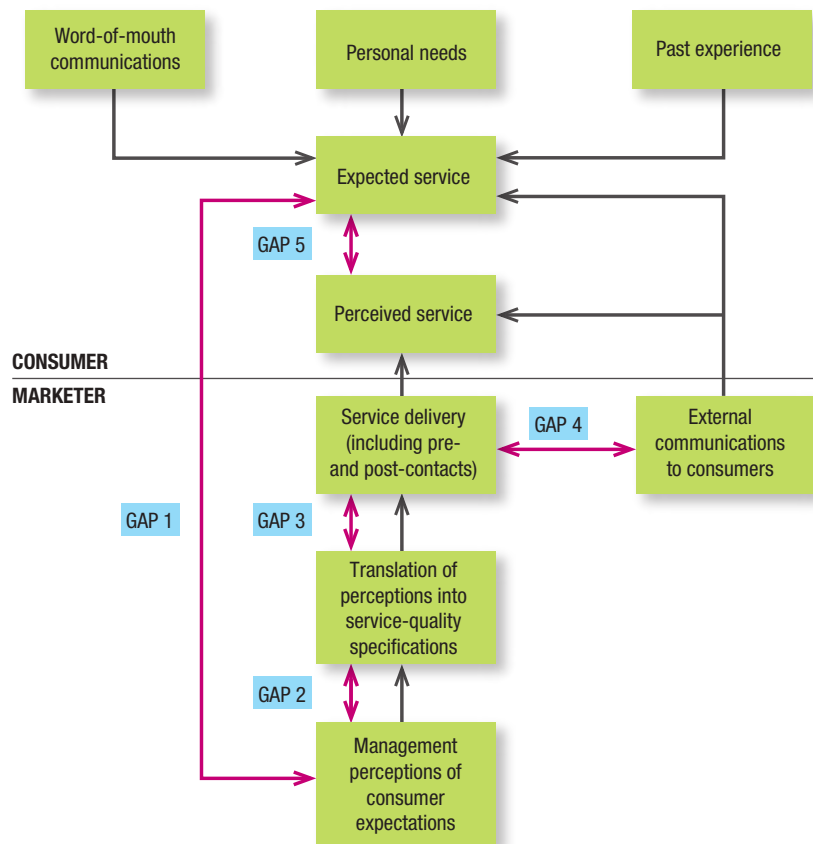 Word-of-mouth
communications
Personal needs
Past experience
Expected service
GAP 5
Perceived service
CONSUMER
MARKETER
Service delivery
(including pre-
and post-contacts)
GAP 4
External
communications
to consumers
GAP 1
GAP 3
Translation of
perceptions into
service-quality
specifications
GAP 2
Management
perceptions of
consumer
expectations